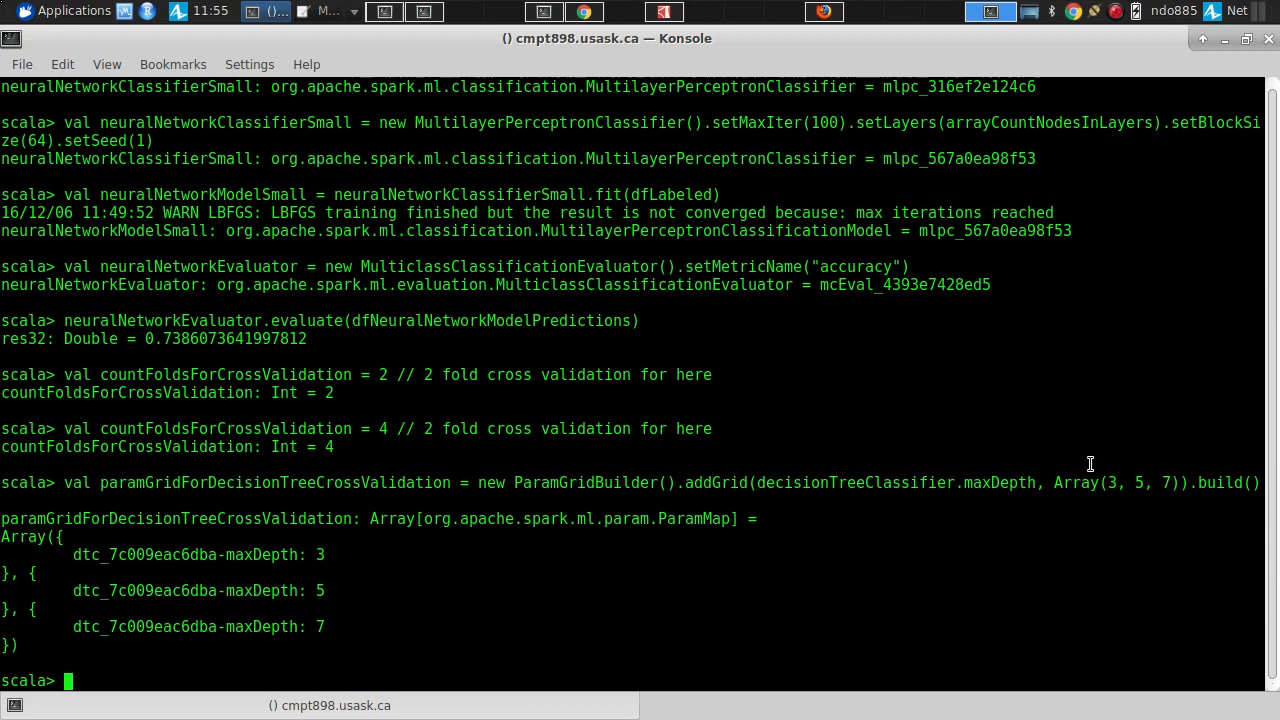 Applications 11:55 ()... M... ndo885 Net
() cmpt898.usask.ca — Konsole
File Edit View Bookmarks Settings Help
neuralNetworkClassifierSmall: org.apache.spark.ml.classification.MultilayerPerceptronClassifier = mlpc_316ef2e124c6
scala> val neuralNetworkClassifierSmall = new MultilayerPerceptronClassifier().setMaxIter(100).setLayers(arrayCountNodesInLayers).setBlockSi
ze(64).setSeed(1)
neuralNetworkClassifierSmall: org.apache.spark.ml.classification.MultilayerPerceptronClassifier = mlpc_567a0ea98f53
scala> val neuralNetworkModelSmall = neuralNetworkClassifierSmall.fit(dfLabeled)
16/12/06 11:49:52 WARN LBFGS: LBFGS training finished but the result is not converged because: max iterations reached
neuralNetworkModelSmall: org.apache.spark.ml.classification.MultilayerPerceptronClassificationModel = mlpc_567a0ea98f53
scala> val neuralNetworkEvaluator = new MulticlassClassificationEvaluator().setMetricName("accuracy")
neuralNetworkEvaluator: org.apache.spark.ml.evaluation.MulticlassClassificationEvaluator = mcEval_4393e7428ed5
scala> neuralNetworkEvaluator.evaluate(dfNeuralNetworkModelPredictions)
res32: Double = 0.7386073641997812
scala> val countFoldsForCrossValidation = 2 // 2 fold cross validation for here
countFoldsForCrossValidation: Int = 2
scala> val countFoldsForCrossValidation = 4 // 2 fold cross validation for here
countFoldsForCrossValidation: Int = 4
scala> val paramGridForDecisionTreeCrossValidation = new ParamGridBuilder().addGrid(decisionTreeClassifier.maxDepth, Array(3, 5, 7)).build()
paramGridForDecisionTreeCrossValidation: Array[org.apache.spark.ml.param.ParamMap] =
Array({
dtc_7c009eac6dba-maxDepth: 3
}, {
dtc_7c009eac6dba-maxDepth: 5
}, {
dtc_7c009eac6dba-maxDepth: 7
})
scala>
() cmpt898.usask.ca